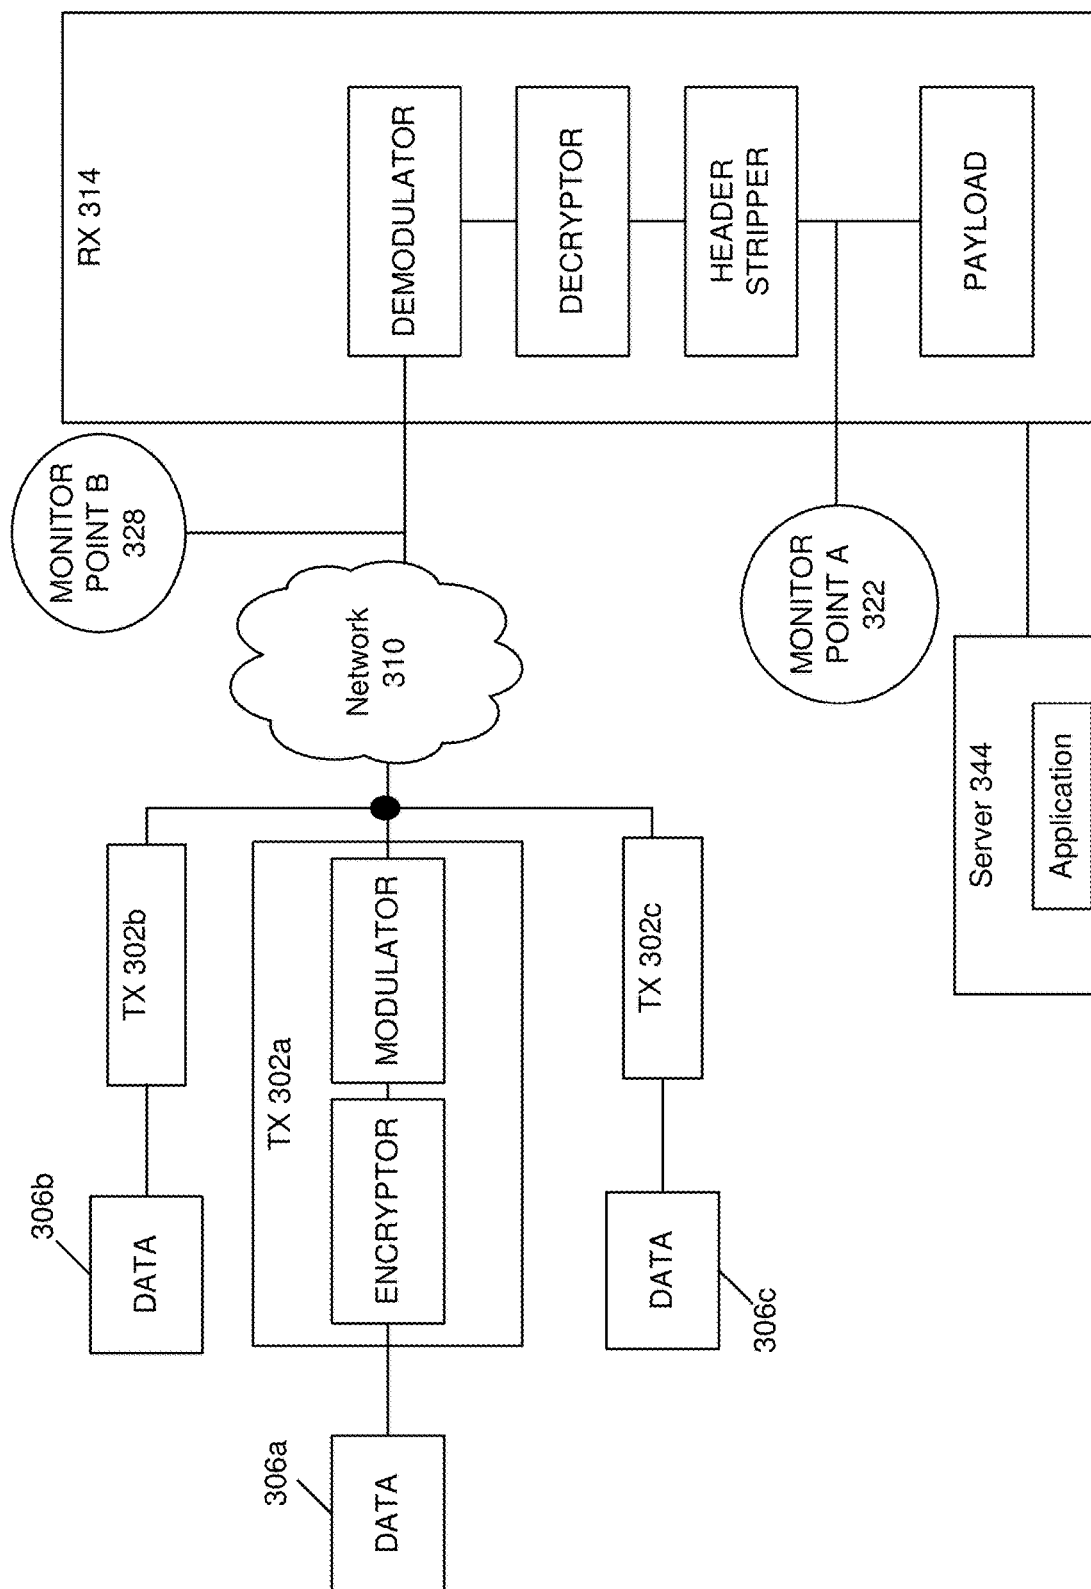 306a
DATA
306b
DATA
TX 302b
TX 302a
ENCRYPTOR
MODULATOR
306c
DATA
TX 302c
Network
310
MONITOR
POINT B
328
MONITOR
POINT A
322
Server 344
Application
RX 314
DEMODULATOR
DECRYPTOR
HEADER
STRIPPER
PAYLOAD